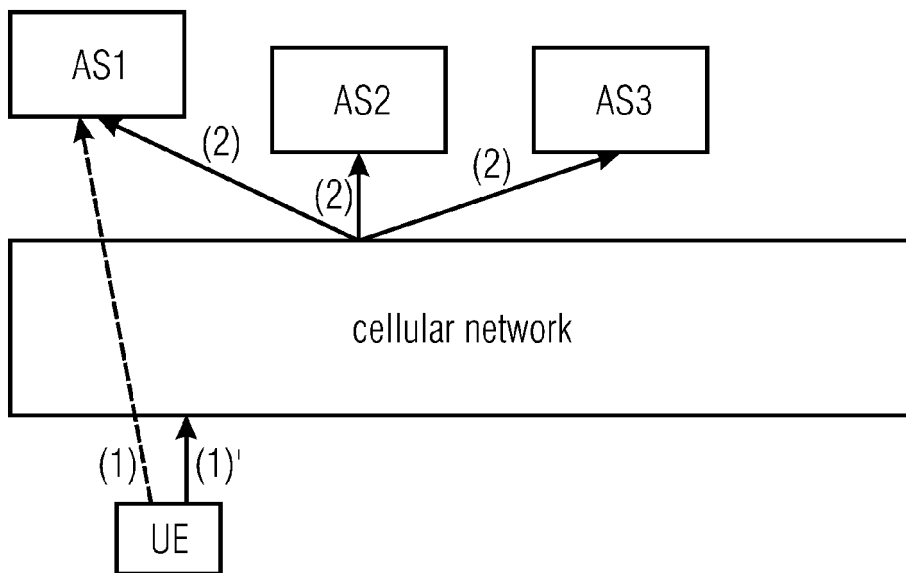 AS1
AS2
AS3
(2)
(2)
(2)
cellular network
(1)
(1)'
UE